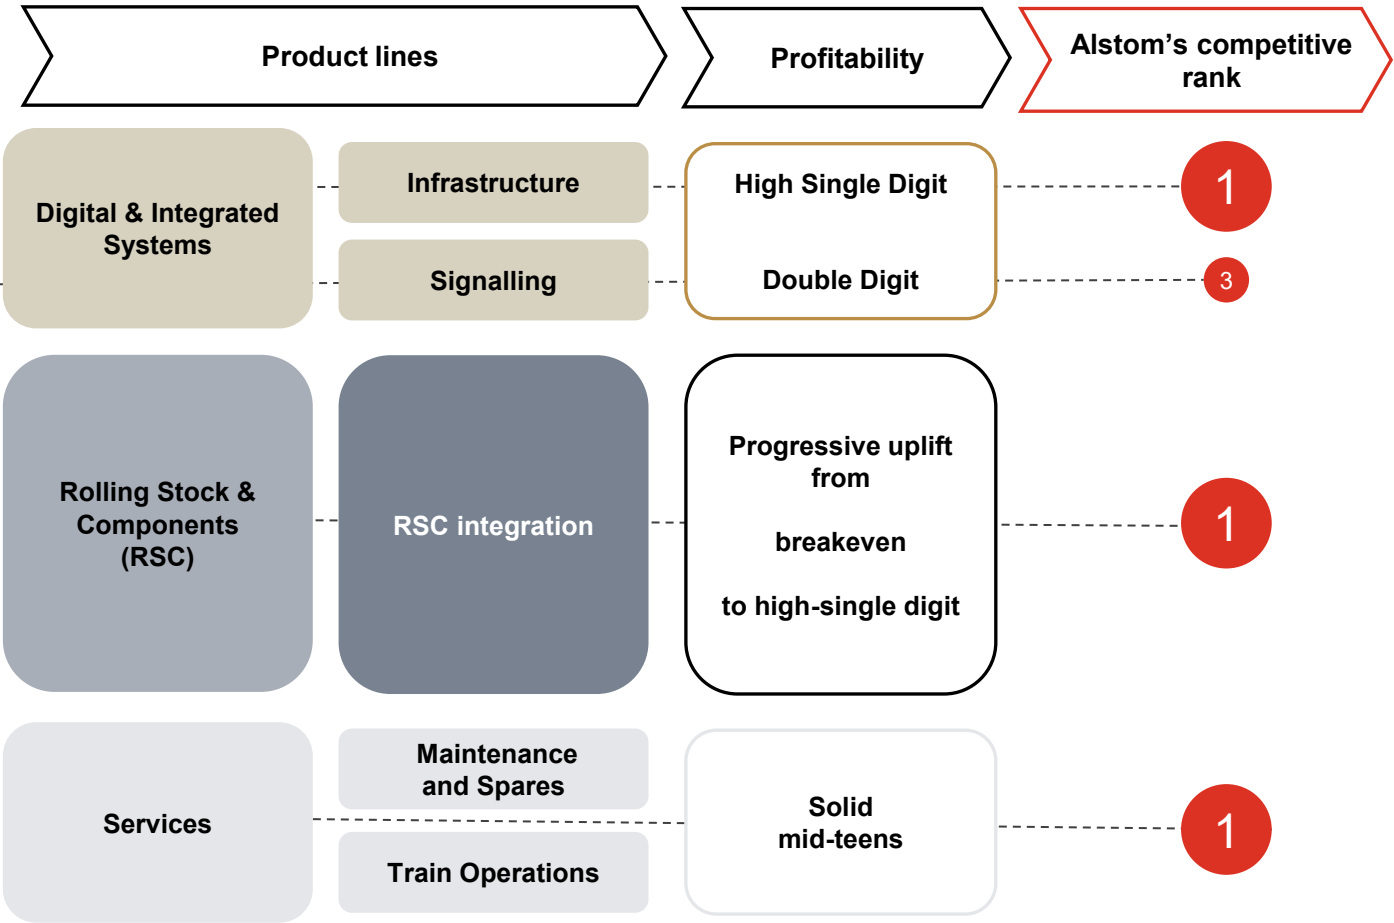 Product lines
Profitability
Alstom's competitive
rank
Digital & Integrated
Systems
Infrastructure
High Single Digit
1
Signalling
Double Digit
3
Rolling Stock &
Components
(RSC)
RSC integration
Progressive uplift
from
breakeven
to high-single digit
1
Services
Maintenance
and Spares
Train Operations
Solid
mid-teens
1